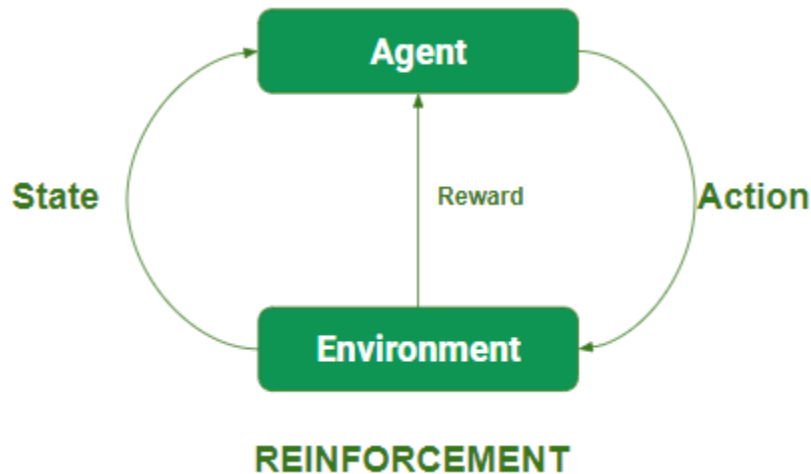 Agent
State
Reward
Action
Environment
REINFORCEMENT